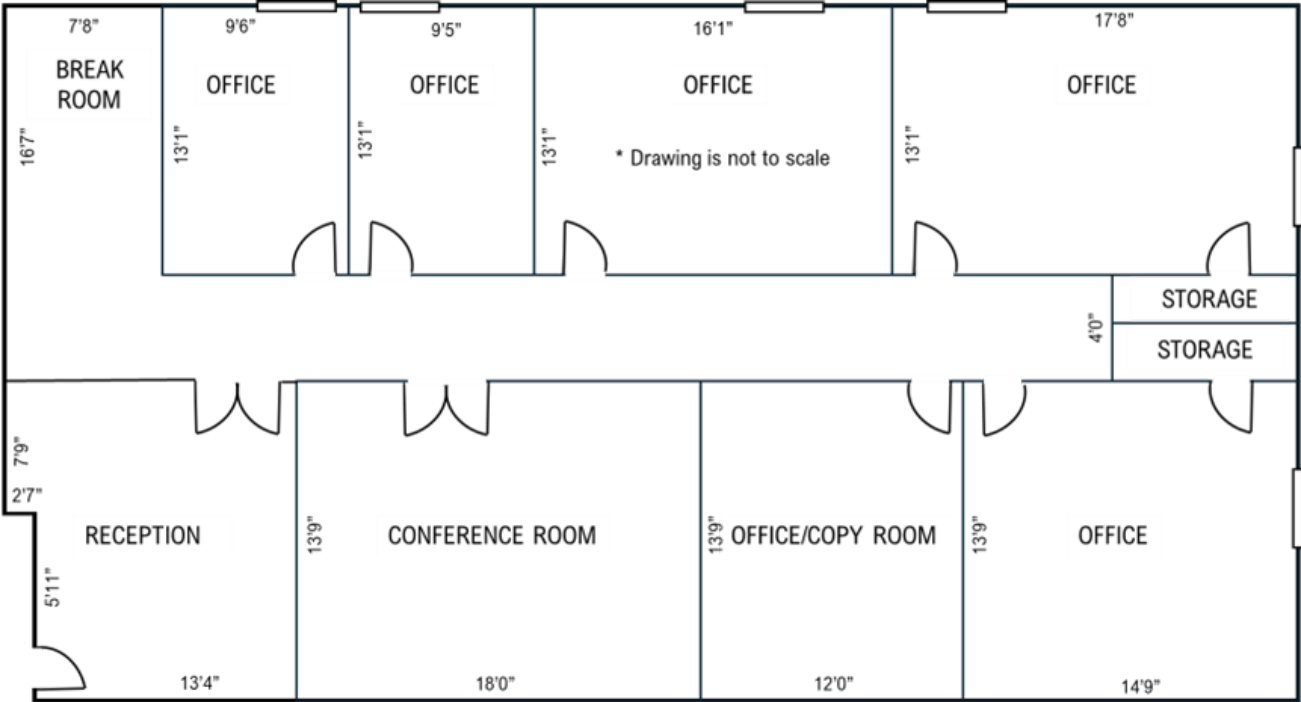 7'8"
9'6"
9'5"
16'1"
17'8"
BREAK
ROOM
OFFICE
OFFICE
OFFICE
OFFICE
16'7"
13'1"
13'1"
13'1"
13'1"
* Drawing is not to scale
STORAGE
4'0"
STORAGE
7'9"
2'7"
RECEPTION
13'9"
CONFERENCE ROOM
13'9"
OFFICE/COPY ROOM
13'9"
OFFICE
5'11"
13'4"
18'0"
12'0"
14'9"